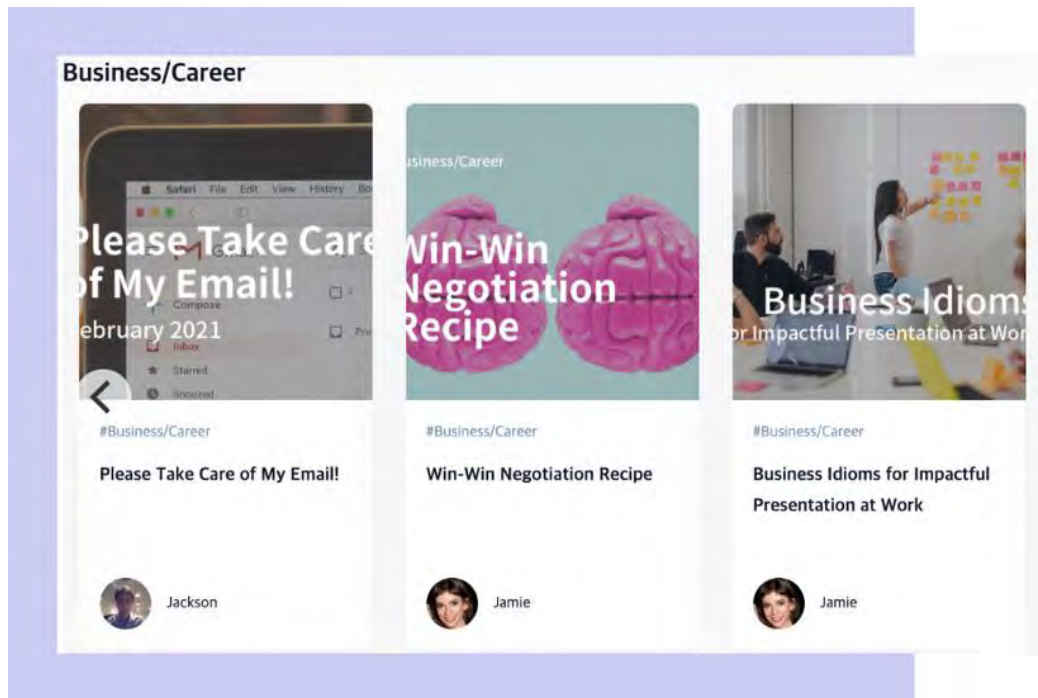 Business/Career
Safari File Edit View History
Please Take Care
of My Email!
ebruary 2021
Compose
Inbox
Starred
Snoozed
usiness/Career
Win-Win
Negotiation
Recipe
Business Idioms
or Impactful Presentation at Wor
#Business/Career
Please Take Care of My Email!
Jackson
#Business/Career
Win-Win Negotiation Recipe
Jamie
#Business/Career
Business Idioms for Impactful
Presentation at Work
Jamie